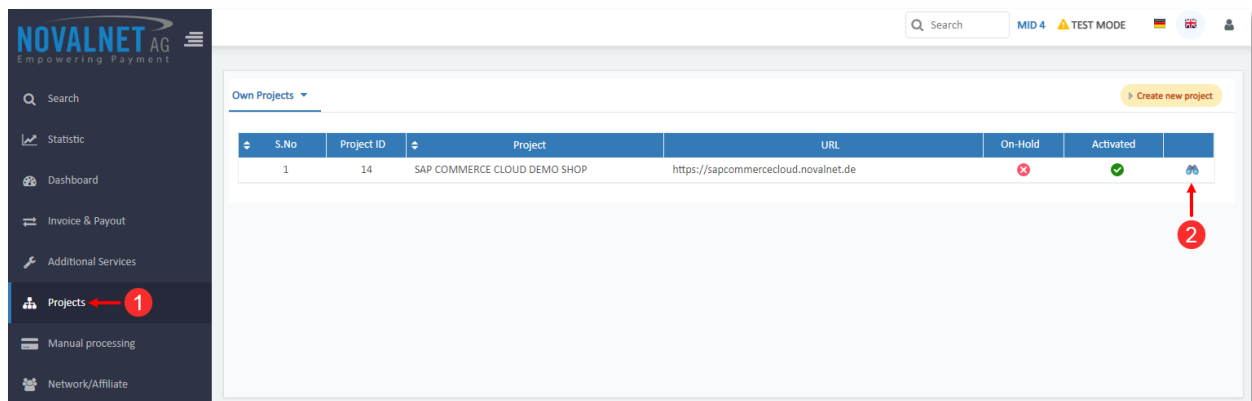 NOVALNET AG
Empowering Payment
Search
MID 4 TEST MODE
Search
Statistic
Dashboard
Invoice & Payout
Additional Services
Projects
Manual processing
Network/Affiliate
Own Projects
Create new project
S.No Project ID Project URL On-Hold Activated
1 14 SAP COMMERCE CLOUD DEMO SHOP https://sapcommercecloud.novalnet.de
1
2